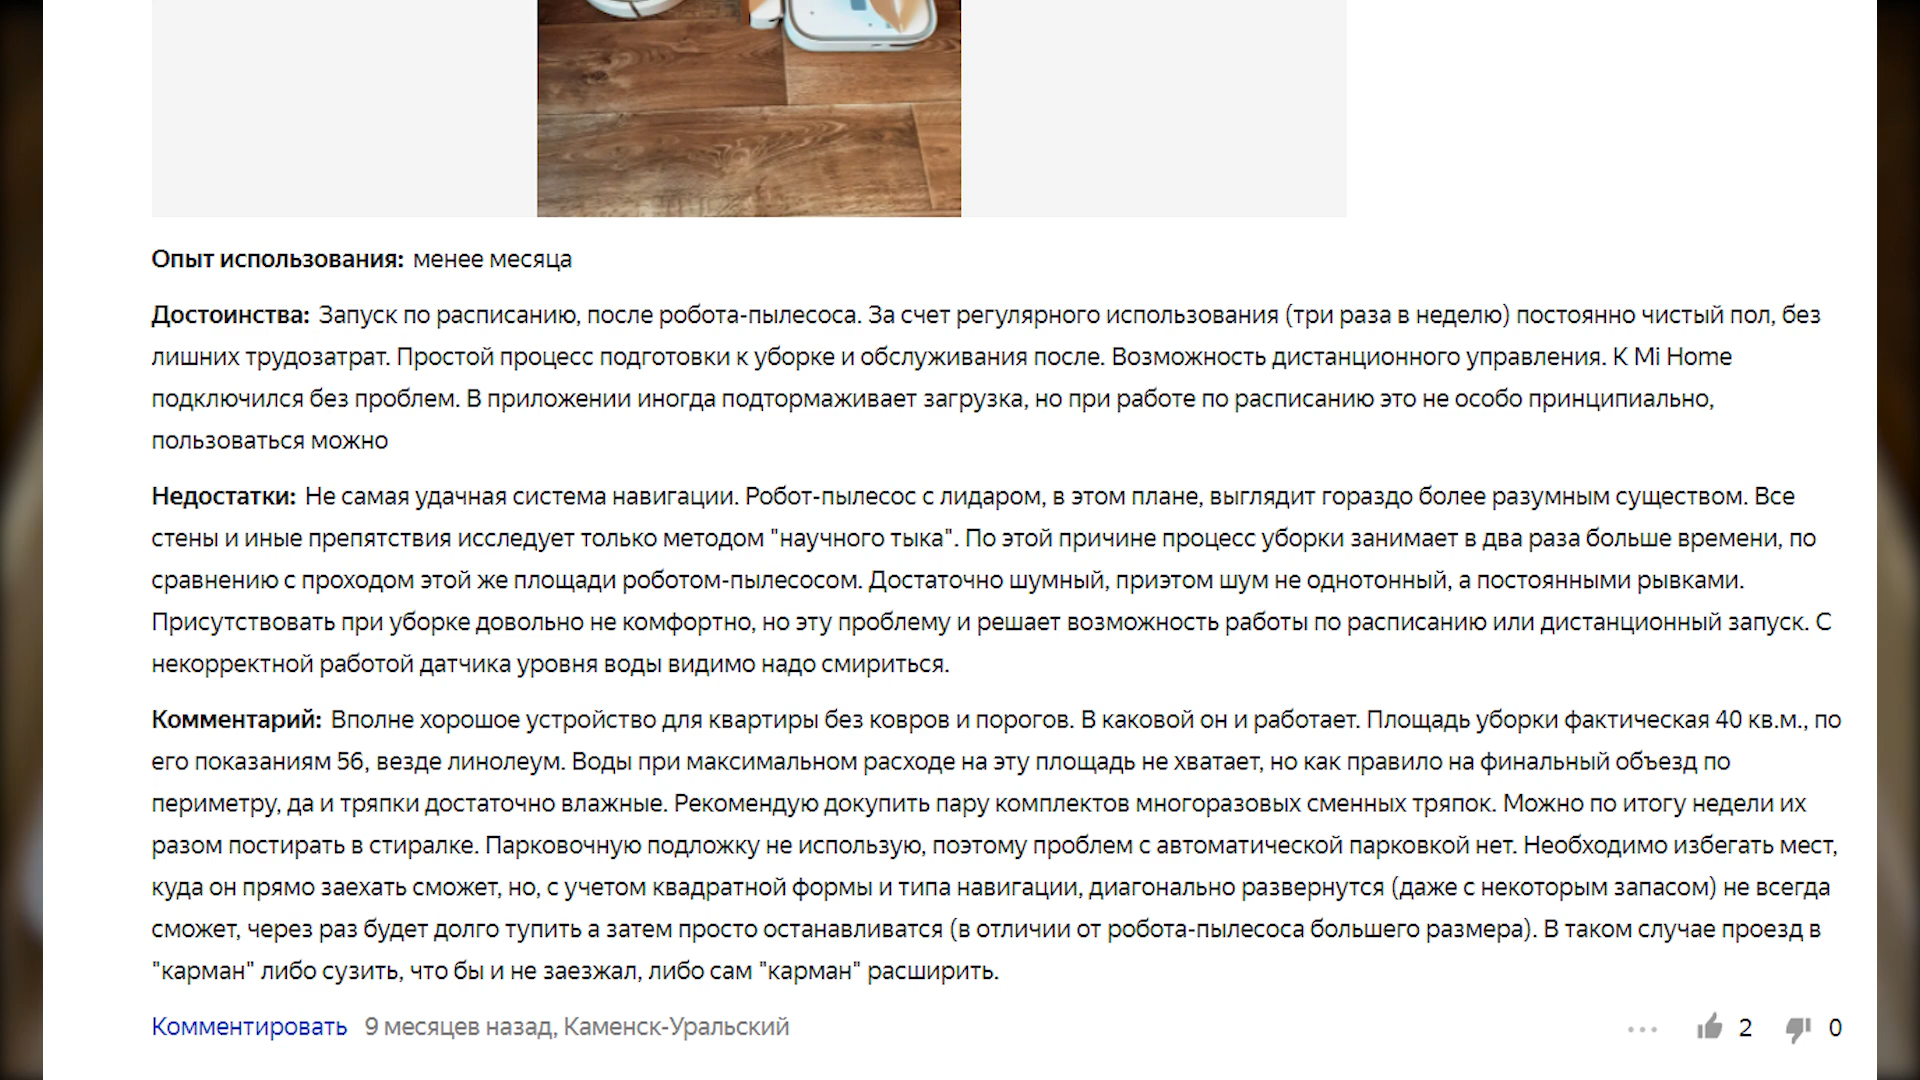 Опыт использования: менее месяца
Достоинства: Запуск по расписанию, после робота-пылесоса. За счет регулярного использования (три раза в неделю) постоянно чистый пол, без
лишних трудозатрат. Простой процесс подготовки к уборке и обслуживания после. Возможность дистанционного управления. К Mi Home
подключился без проблем. В приложении иногда подтормаживает загрузка, но при работе по расписанию это не особо принципиально,
пользоваться можно
Недостатки: Не самая удачная система навигации. Робот-пылесос с лидаром, в этом плане, выглядит гораздо более разумным существом. Все
стены и иные препятствия исследует только методом "научного тыка". По этой причине процесс уборки занимает в два раза больше времени, по
сравнению с проходом этой же площади роботом-пылесосом. Достаточно шумный, приэтом шум не однотонный, а постоянными рывками.
Присутствовать при уборке довольно не комфортно, но эту проблему и решает возможность работы по расписанию или дистанционный запуск. С
некорректной работой датчика уровня воды видимо надо смириться.
Комментарий: Вполне хорошое устройство для квартиры без ковров и порогов. В каковой он и работает. Площадь уборки фактическая 40 кв.м., по
его показаниям 56, везде линолеум. Воды при максимальном расходе на эту площадь не хватает, но как правило на финальный объезд по
периметру, да и тряпки достаточно влажные. Рекомендую докупить пару комплектов многоразовых сменных тряпок. Можно по итогу недели их
разом постирать в стиралке. Парковочную подложку не использую, поэтому проблем с автоматической парковкой нет. Необходимо избегать мест,
куда он прямо заехать сможет, но, с учетом квадратной формы и типа навигации, диагонально развернутся (даже с некоторым запасом) не всегда
сможет, через раз будет долго тупить а затем просто останавливатся (в отличии от робота-пылесоса большего размера). В таком случае проезд в
"карман" либо сузить, что бы и не заезжал, либо сам "карман" расширить.
Комментировать 9 месяцев назад, Каменск-Уральский ... 2 0